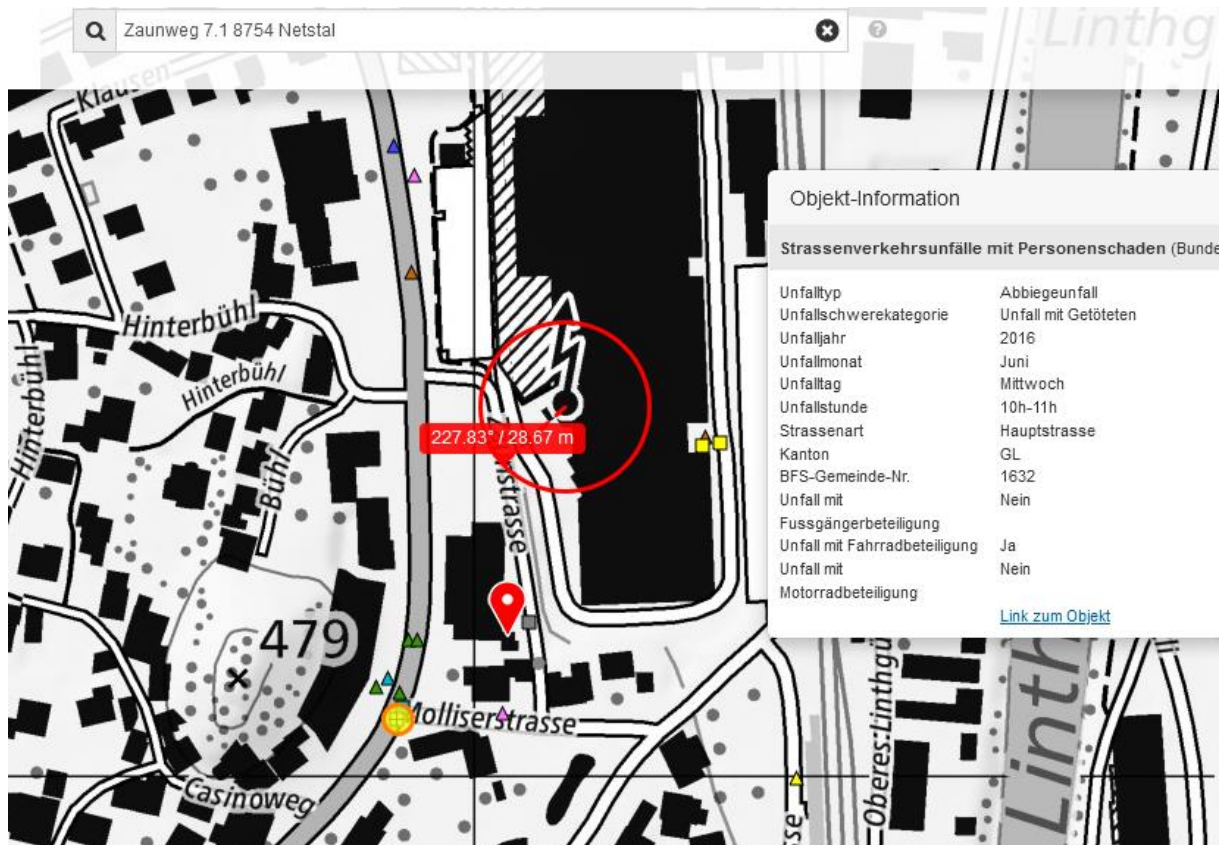 Zaunweg 7.1 8754 Netstal
Linthg
Klausen
Objekt-Information
Strassenverkehrsunfälle mit Personenschaden (Bunde
Unfalltyp Abbiegeunfall
Unfallschwerekategorie Unfall mit Getöteten
Unfalljahr 2016
Unfallmonat Juni
Unfalltag Mittwoch
Unfallstunde 10h-11h
Strassenart Hauptstrasse
Kanton GL
BFS-Gemeinde-Nr. 1632
Unfall mit Nein
Fussgängerbeteiligung
Unfall mit Fahrradbeteiligung Ja
Unfall mit Nein
Motorradbeteiligung
Link zum Objekt
Hinterbühl
Hinterbühl
Hinterbühl
Bühl
227.83° / 28.67 m
479
Molliserstrasse
Casinoweg
Oberes-Linthgü
Linth